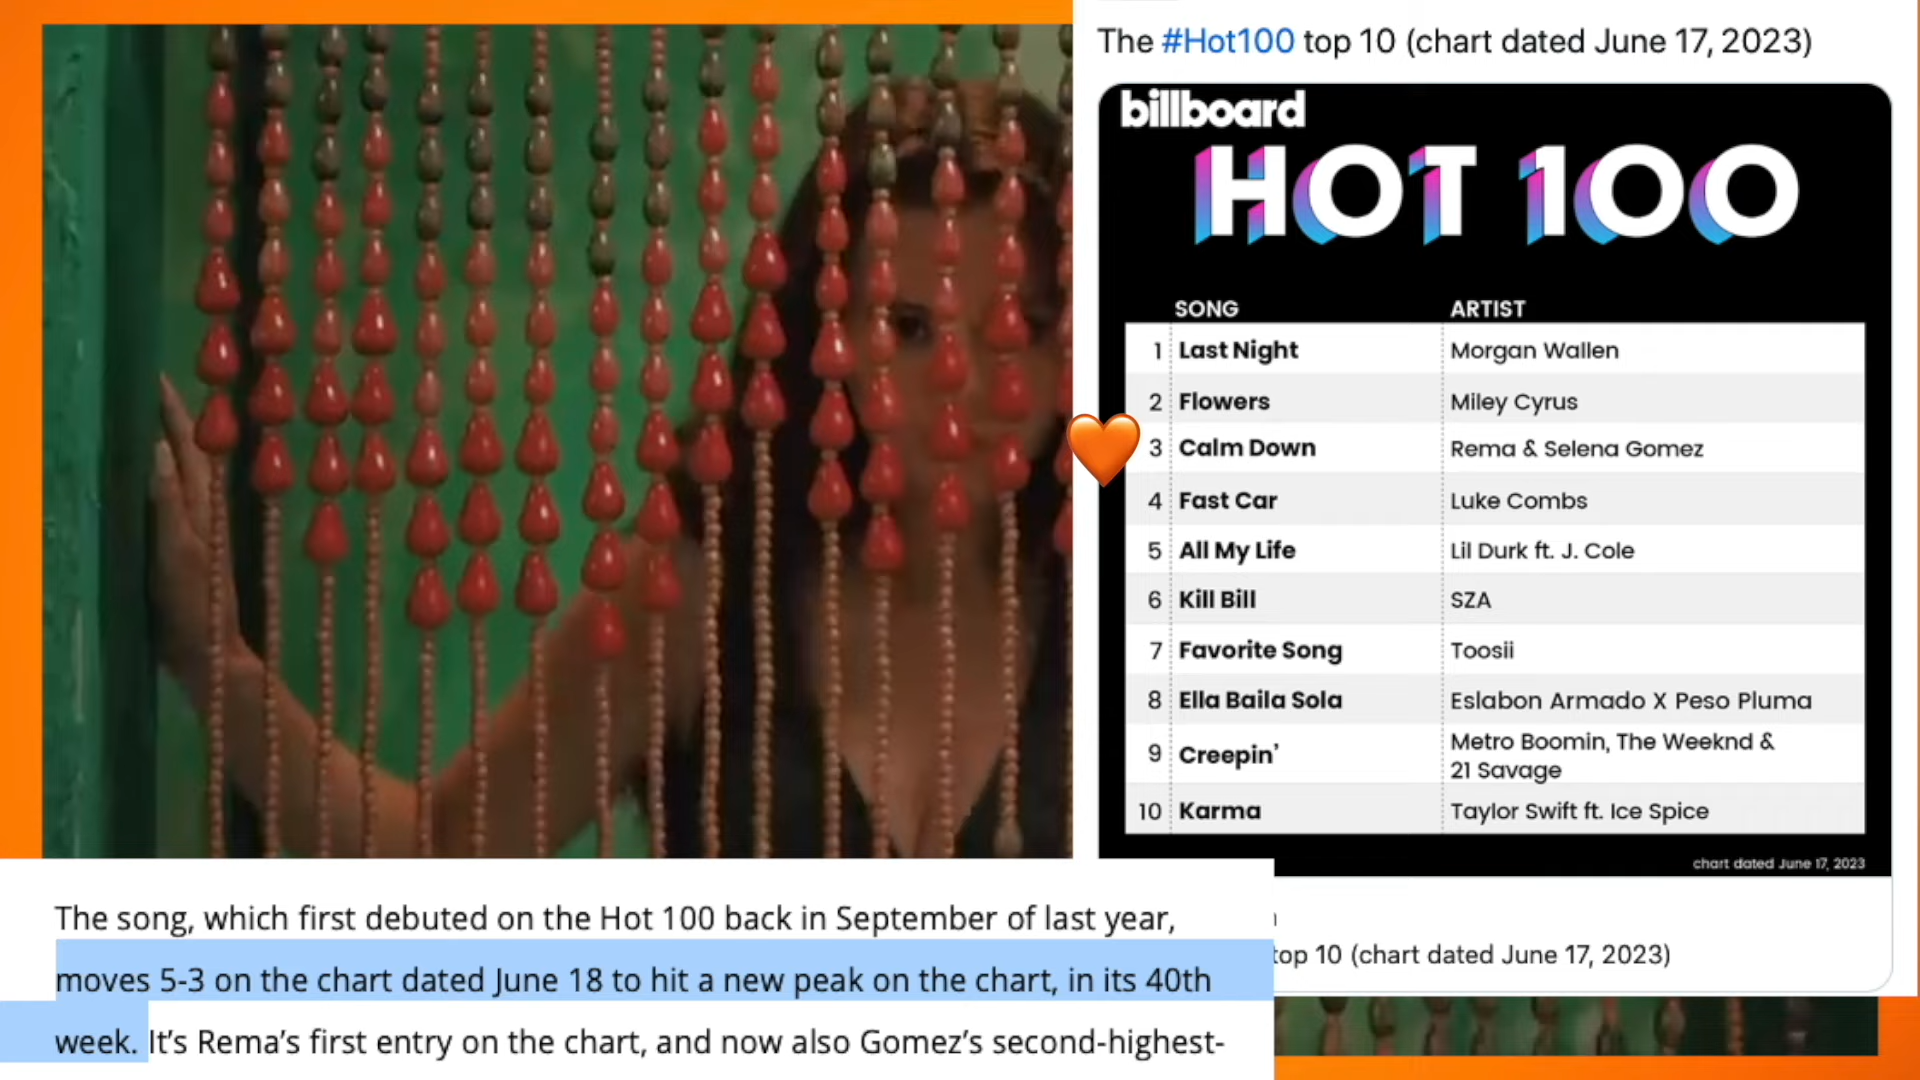 The #Hot100 top 10 (chart dated June 17, 2023)
billboard
HOT 100
SONG ARTIST
1 Last Night Morgan Wallen
2 Flowers Miley Cyrus
3 Calm Down Rema & Selena Gomez
4 Fast Car Luke Combs
5 All My Life Lil Durk ft. J. Cole
6 Kill Bill SZA
7 Favorite Song Toosii
8 Ella Baila Sola Eslabon Armado X Peso Pluma
9 Creepin’ Metro Boomin, The Weeknd &
21 Savage
10 Karma Taylor Swift ft. Ice Spice
chart dated June 17, 2023
top 10 (chart dated June 17, 2023)
The song, which first debuted on the Hot 100 back in September of last year,
moves 5-3 on the chart dated June 18 to hit a new peak on the chart, in its 40th
week. It’s Rema’s first entry on the chart, and now also Gomez’s second-highest-